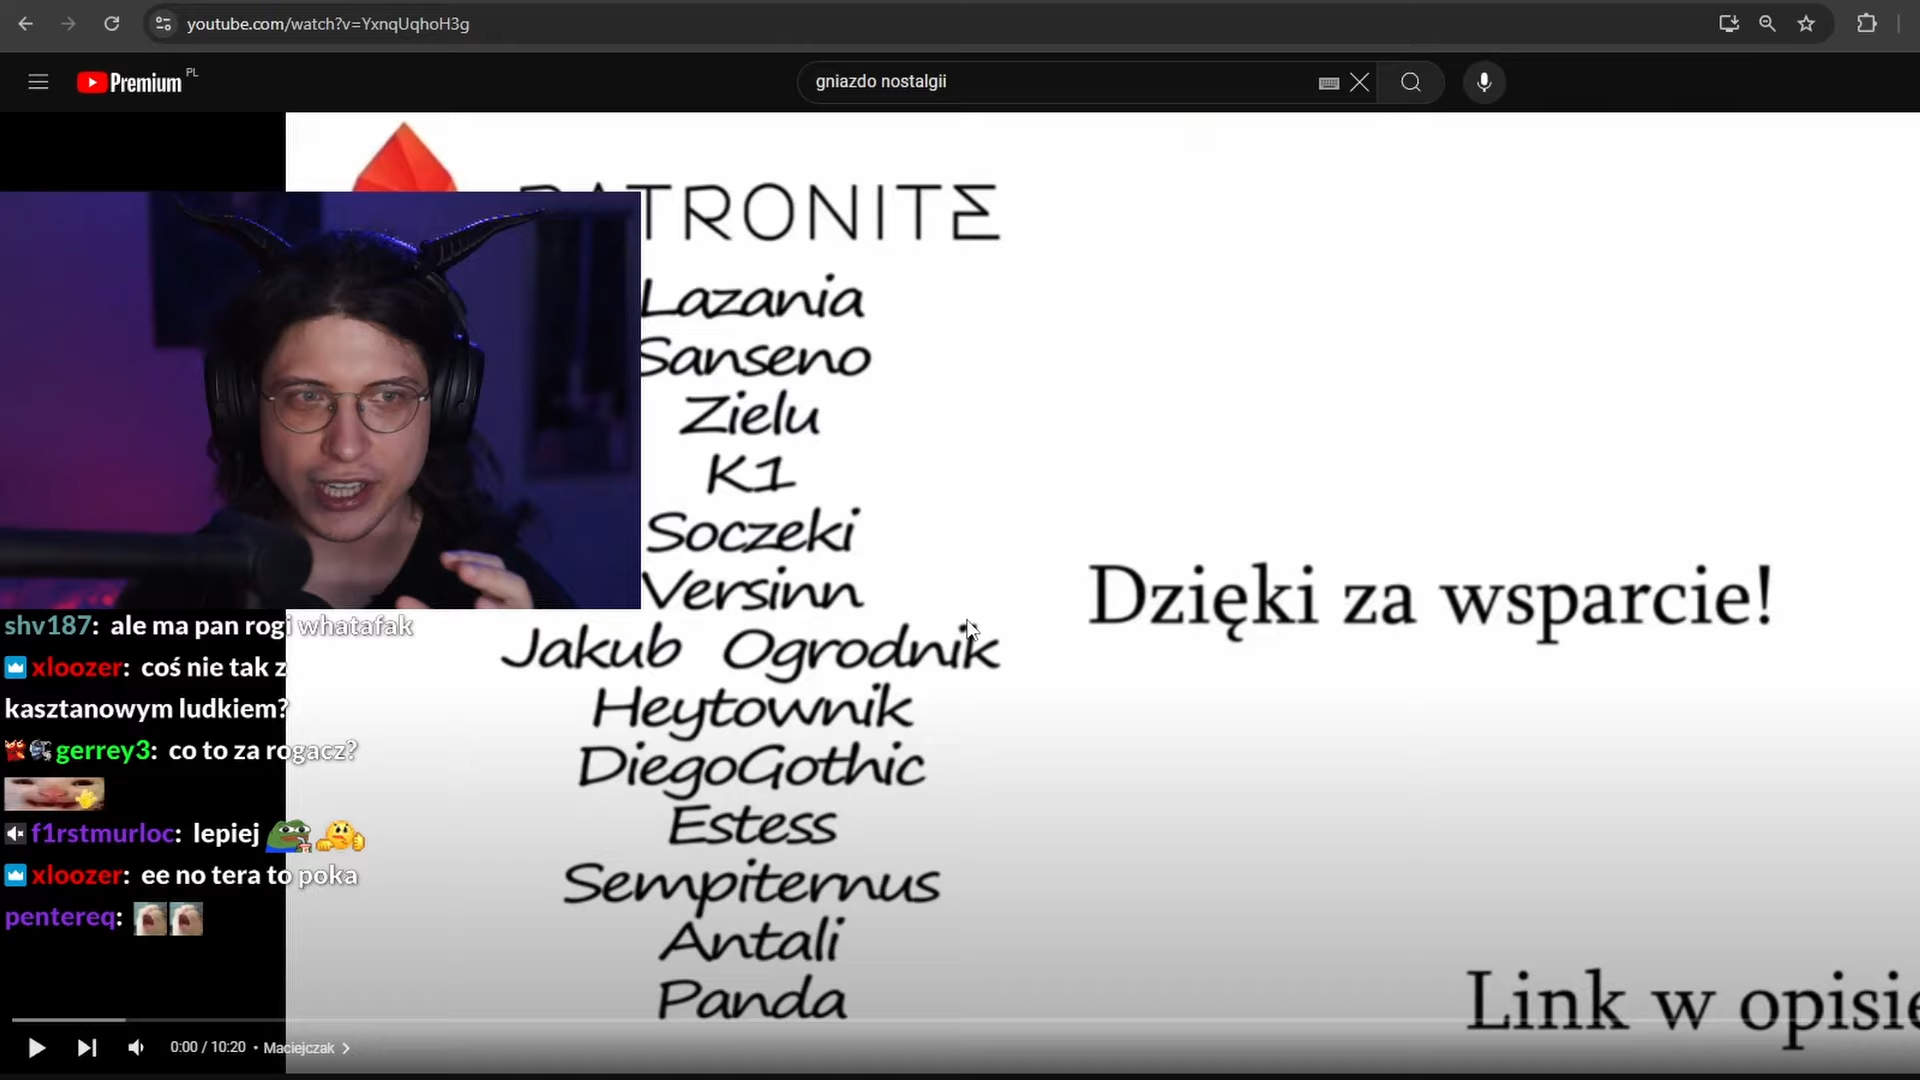 youtube.com/watch?v=YxnqUqhoH3g
Premium PL
gniazdo nostalgii
PATRONITE
Lazania
Sanseno
Zielu
K1
Soczeki
Versinn
Jakub Ogrodnik
Heytownik
DiegoGothic
Estess
Sempiternus
Antali
Panda
Dzięki za wsparcie!
Link w opisie
shv187: ale ma pan rogi whatafak
xloozer: coś nie tak z
kasztanowym ludkiem?
gerrey3: co to za rogacz?
f1rstmurloc: lepiej
xloozer: ee no tera to poka
pentereq:
0:00 / 10:20 • Maciejczak